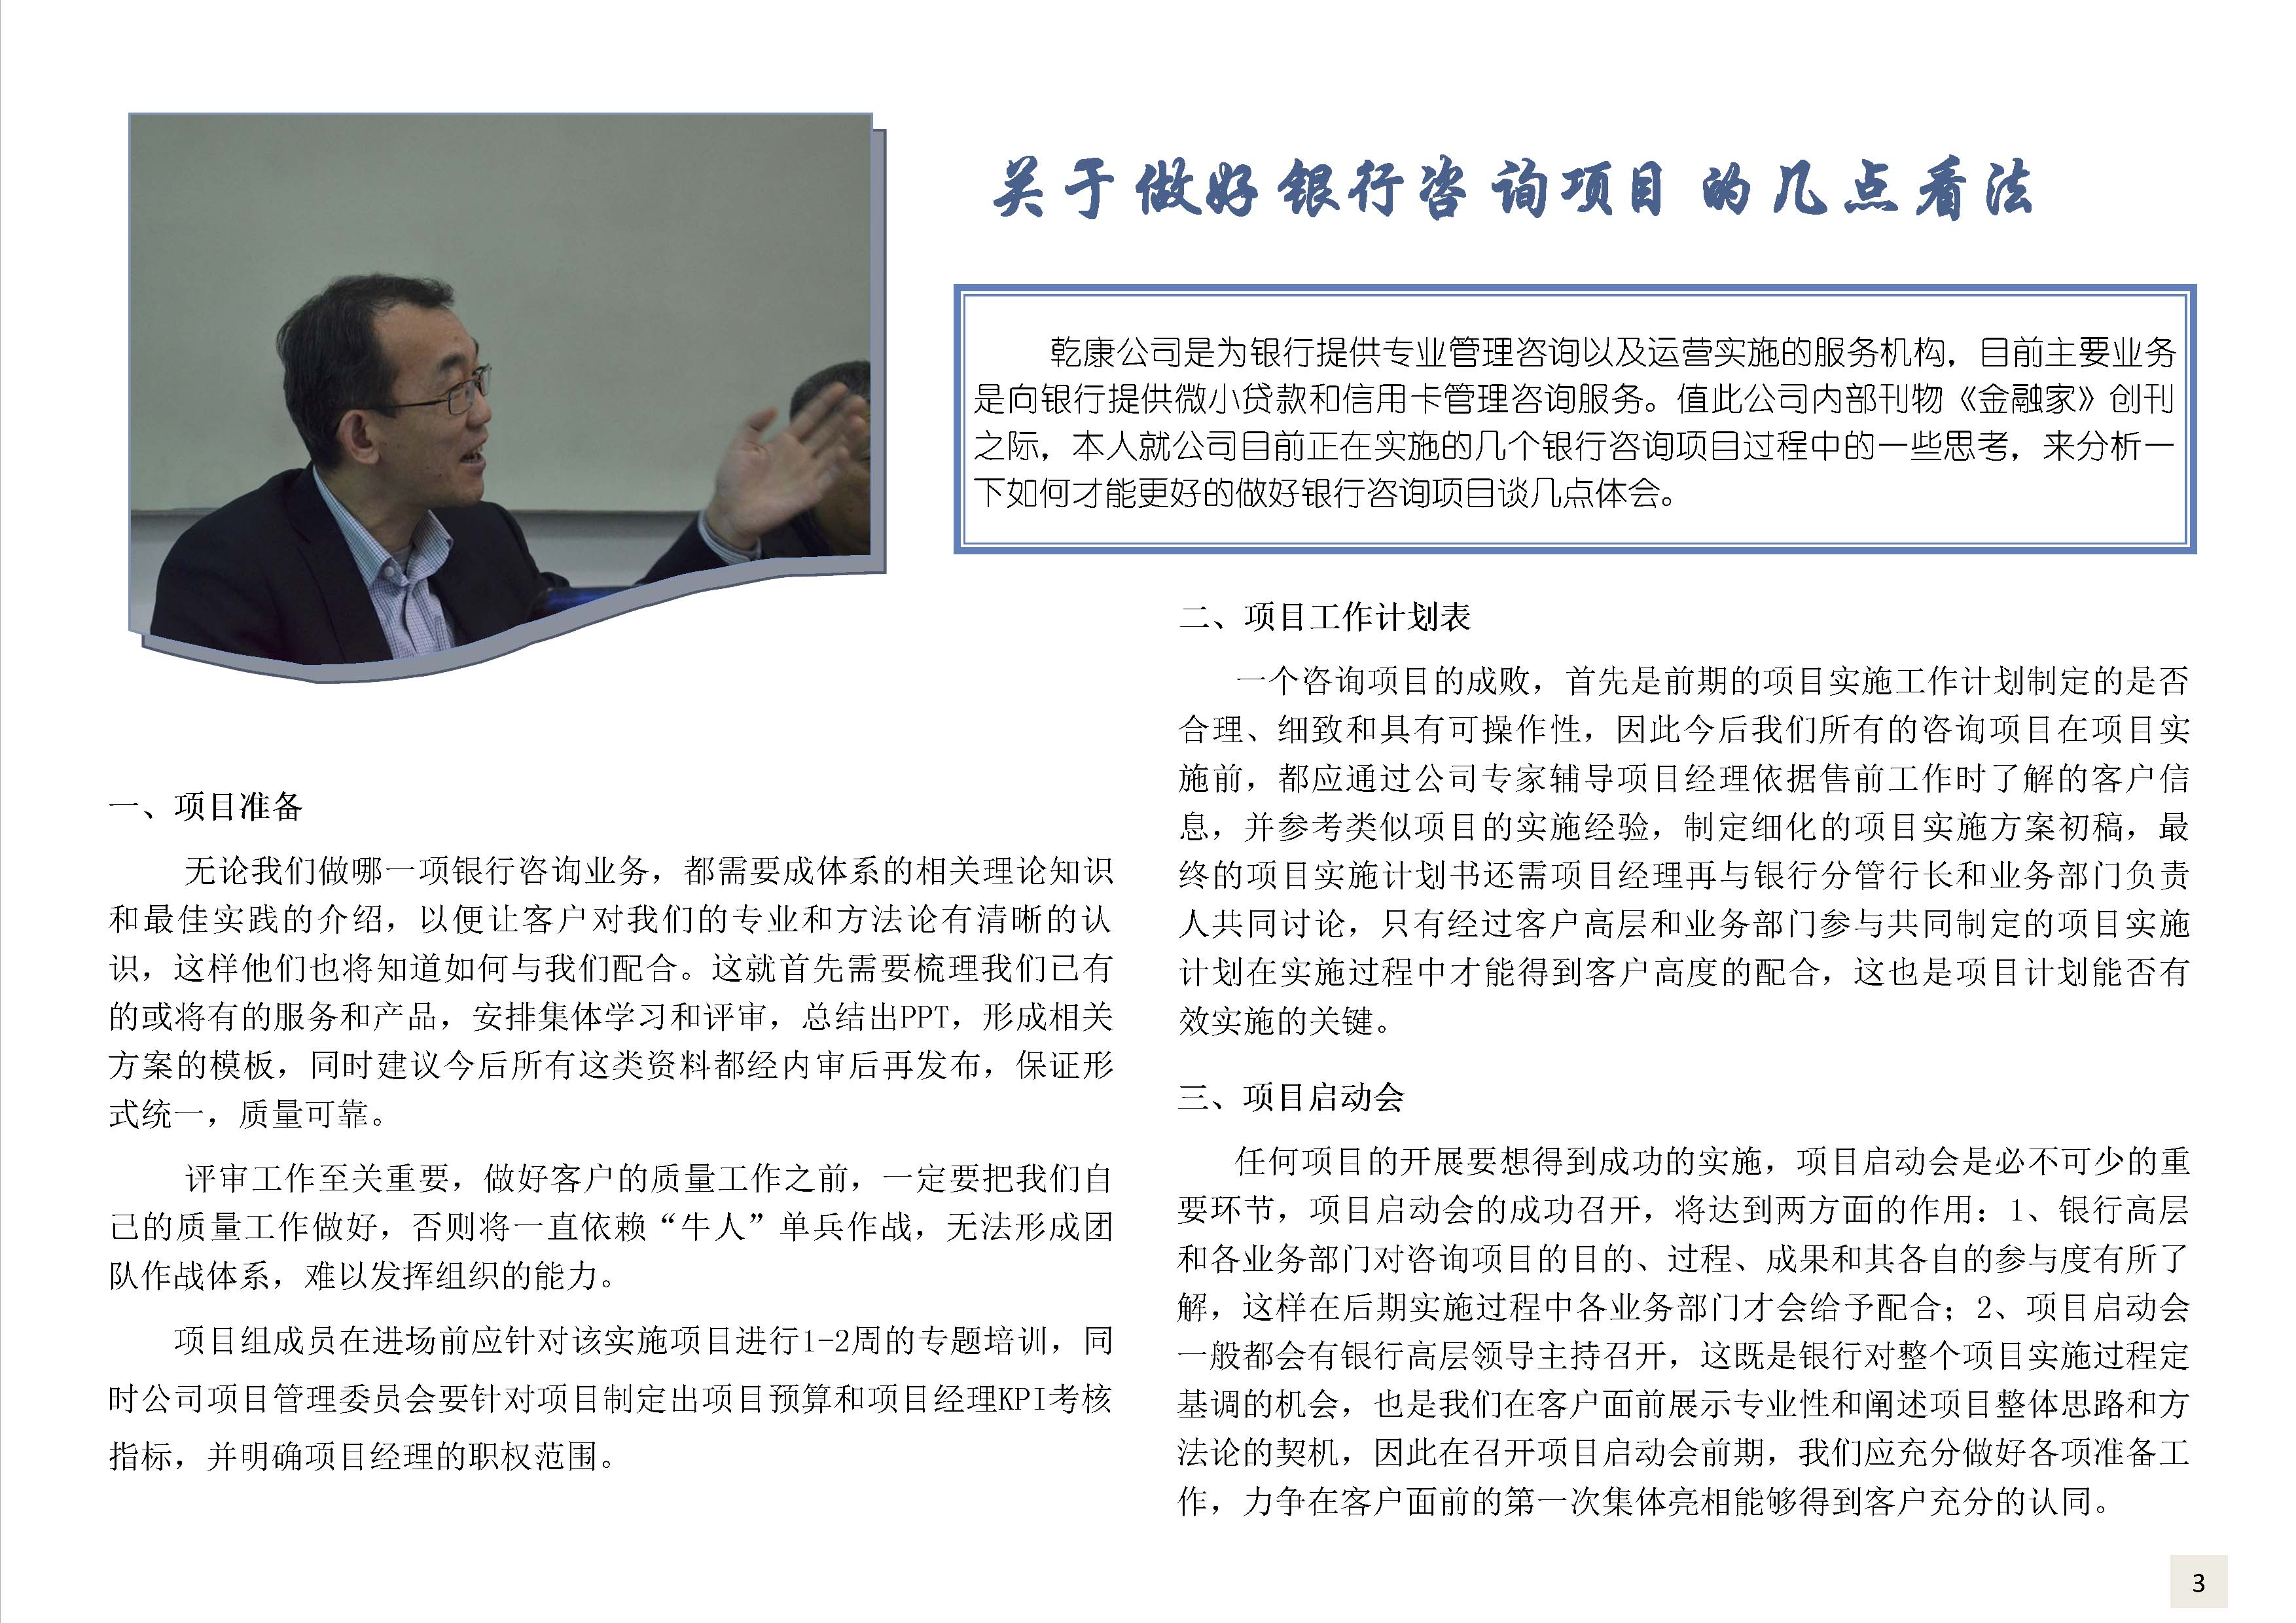 关于做好银行咨询项目的几点看法
乾康公司是为银行提供专业管理咨询以及运营实施的服务机构，目前主要业务
是向银行提供微小贷款和信用卡管理咨询服务。值此公司内部刊物《金融家》创刊
之际，本人就公司目前正在实施的几个银行咨询项目过程中的一些思考，来分析一
下如何才能更好的做好银行咨询项目谈几点体会。
一、项目准备
无论我们做哪一项银行咨询业务，都需要成体系的相关理论知识
和最佳实践的介绍，以便让客户对我们的专业和方法论有清晰的认
识，这样他们也将知道如何与我们配合。这就首先需要梳理我们已有
的或将有的服务和产品，安排集体学习和评审，总结出PPT，形成相关
方案的模板，同时建议今后所有这类资料都经内审后再发布，保证形
式统一，质量可靠。
评审工作至关重要，做好客户的质量工作之前，一定要把我们自
己的质量工作做好，否则将一直依赖“牛人”单兵作战，无法形成团
队作战体系，难以发挥组织的能力。
项目组成员在进场前应针对该实施项目进行1-2周的专题培训，同
时公司项目管理委员会要针对项目制定出项目预算和项目经理KPI考核
指标，并明确项目经理的职权范围。
二、项目工作计划表
一个咨询项目的成败，首先是前期的项目实施工作计划制定的是否
合理、细致和具有可操作性，因此今后我们所有的咨询项目在项目实
施前，都应通过公司专家辅导项目经理依据售前工作时了解的客户信
息，并参考类似项目的实施经验，制定细化的项目实施方案初稿，最
终的项目实施计划书还需项目经理再与银行分管行长和业务部门负责
人共同讨论，只有经过客户高层和业务部门参与共同制定的项目实施
计划在实施过程中才能得到客户高度的配合，这也是项目计划能否有
效实施的关键。
三、项目启动会
任何项目的开展要想得到成功的实施，项目启动会是必不可少的重
要环节，项目启动会的成功召开，将达到两方面的作用：1、银行高层
和各业务部门对咨询项目的目的、过程、成果和其各自的参与度有所了
解，这样在后期实施过程中各业务部门才会给予配合；2、项目启动会
一般都会有银行高层领导主持召开，这既是银行对整个项目实施过程定
基调的机会，也是我们在客户面前展示专业性和阐述项目整体思路和方
法论的契机，因此在召开项目启动会前期，我们应充分做好各项准备工
作，力争在客户面前的第一次集体亮相能够得到客户充分的认同。
3